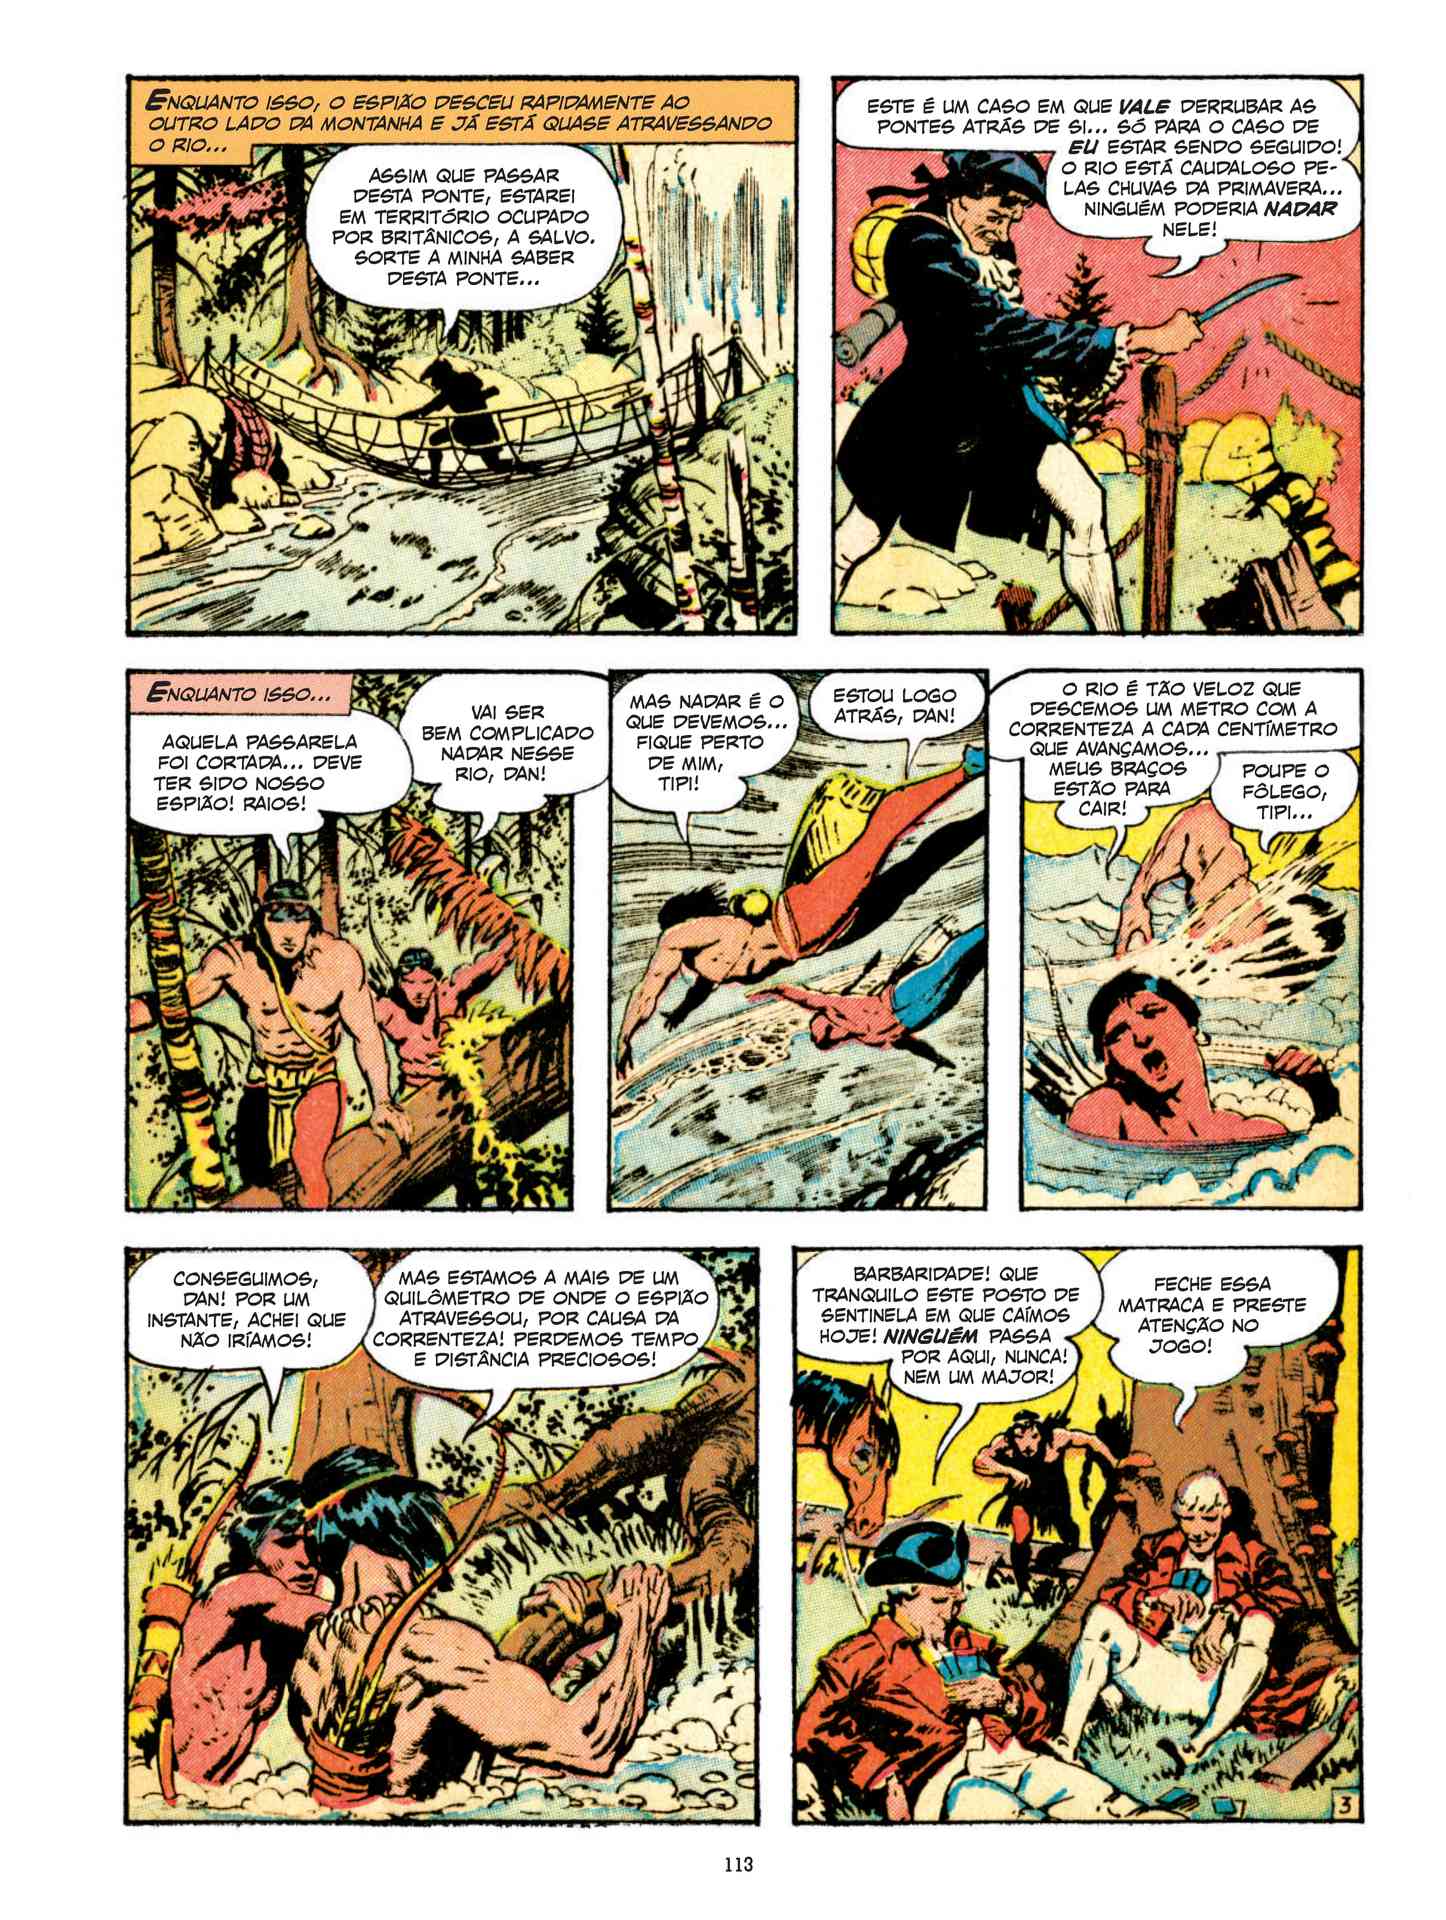 ENQUANTO ISSO, O ESPIÃO DESCEU RAPIDAMENTE AO
OUTRO LADO DA MONTANHA E JÁ ESTÁ QUASE ATRAVESSANDO
O RIO...
ASSIM QUE PASSAR
DESTA PONTE, ESTAREI
EM TERRITÓRIO OCUPADO
POR BRITÂNICOS, A SALVO.
SORTE A MINHA SABER
DESTA PONTE...
ESTE É UM CASO EM QUE VALE DERRUBAR AS
PONTES ATRÁS DE SI... SÓ PARA O CASO DE
EU ESTAR SENDO SEGUIDO!
O RIO ESTÁ CAUDALOSO PE-
LAS CHUVAS DA PRIMAVERA...
NINGUÉM PODERIA NADAR
NELE!
ENQUANTO ISSO...
AQUELA PASSARELA
FOI CORTADA... DEVE
TER SIDO NOSSO
ESPIÃO! RAIOS!
VAI SER
BEM COMPLICADO
NADAR NESSE
RIO, DAN!
MAS NADAR É O
QUE DEVEMOS...
FIQUE PERTO
DE MIM,
TIPI!
ESTOU LOGO
ATRÁS, DAN!
O RIO É TÃO VELOZ QUE
DESCEMOS UM METRO COM A
CORRENTEZA A CADA CENTÍMETRO
QUE AVANÇAMOS...
MEUS BRAÇOS
ESTÃO PARA
CAIR!
POUPE O
FÔLEGO,
TIPI...
CONSEGUIMOS,
DAN! POR UM
INSTANTE, ACHEI QUE
NÃO IRÍAMOS!
MAS ESTAMOS A MAIS DE UM
QUILÔMETRO DE ONDE O ESPIÃO
ATRAVESSOU, POR CAUSA DA
CORRENTEZA! PERDEMOS TEMPO
E DISTÂNCIA PRECIOSOS!
BARBARIDADE! QUE
TRANQUILO ESTE POSTO DE
SENTINELA EM QUE CAÍMOS
HOJE! NINGUÉM PASSA
POR AQUI, NUNCA!
NEM UM MAJOR!
FECHE ESSA
MATRACA E PRESTE
ATENÇÃO NO
JOGO!
3
113